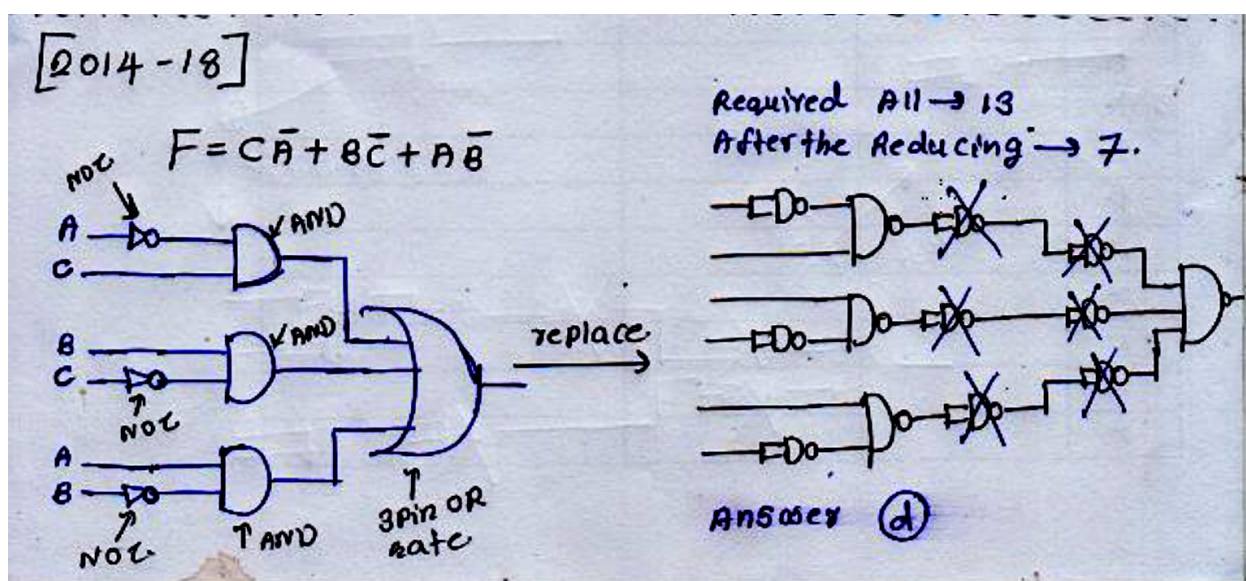 [2014-18]
F = CĀ + BC̄ + AB̄
NOT
A
AND
C
B
AND
C
NOT
A
B
NOT
AND
3Pin OR
gate
replace
Required All → 13
After the Reducing → 7.
Answer (d)